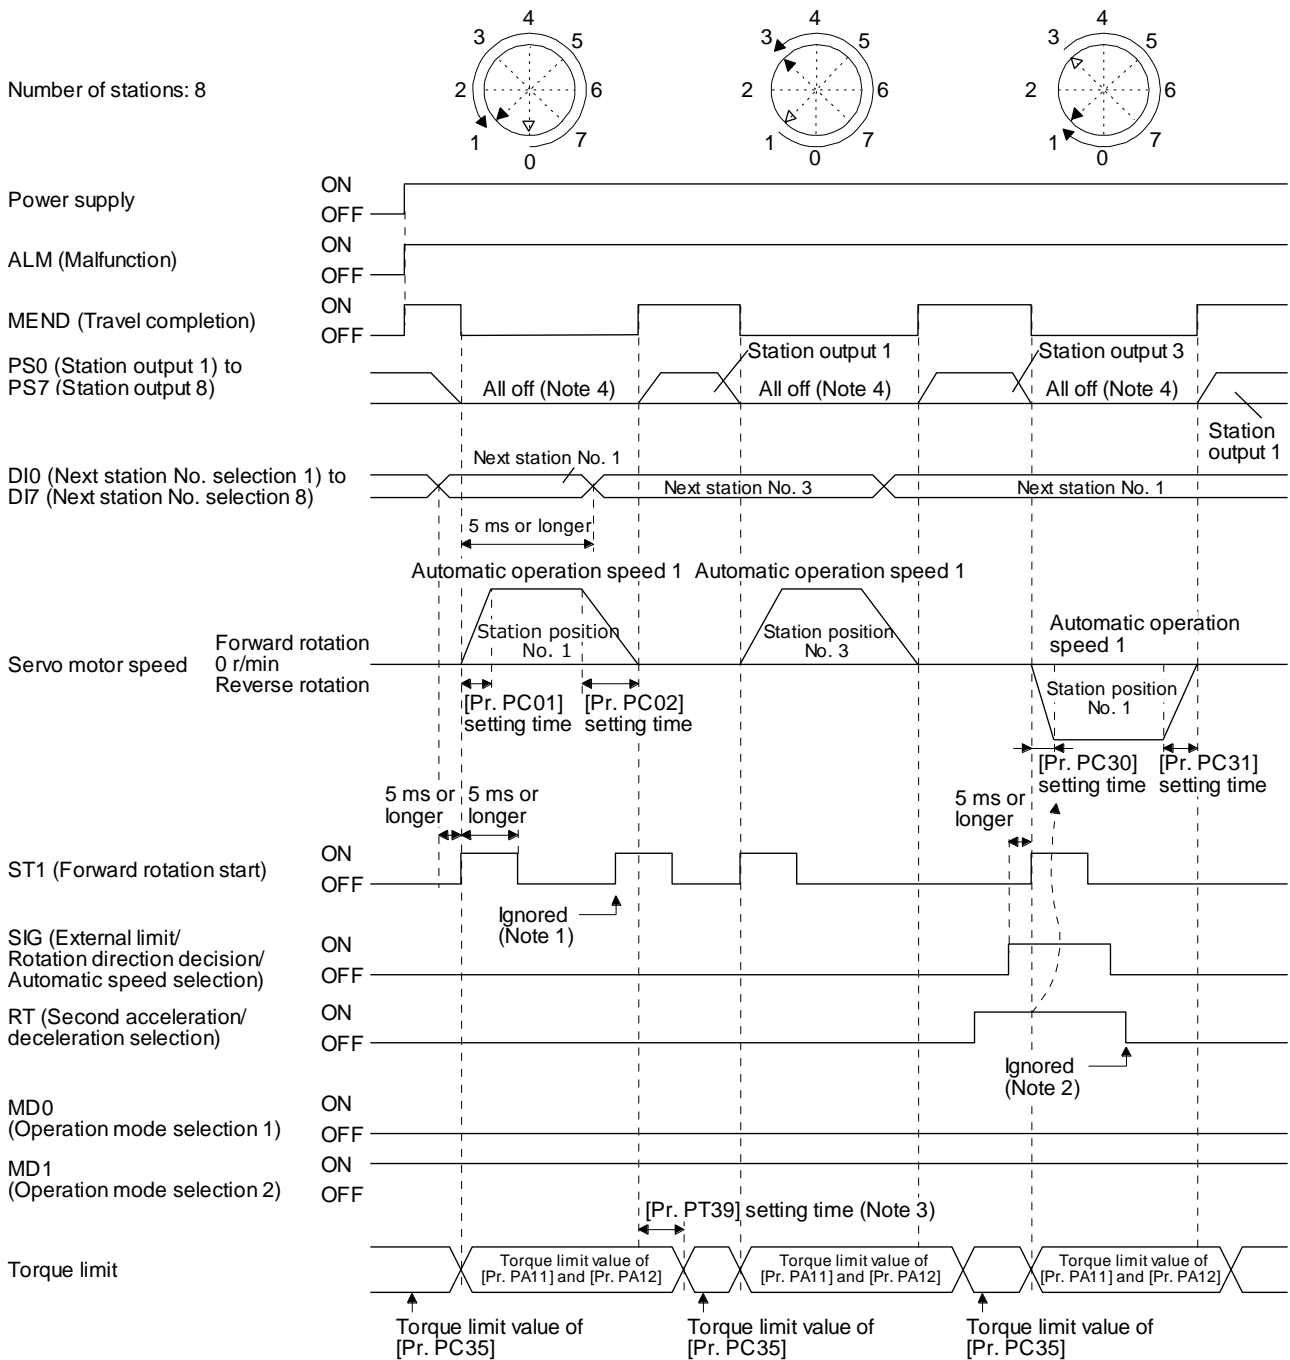 4 4 4
3 5 3 5 3 5
Number of stations: 8
2 6 2 6 2 6
1 7 1 7 1 7
0 0 0
Power supply
ON
OFF
ALM (Malfunction)
ON
OFF
MEND (Travel completion)
ON
OFF
PS0 (Station output 1) to
PS7 (Station output 8)
All off (Note 4)
Station output 1
All off (Note 4)
Station output 3
All off (Note 4)
Station
output 1
DI0 (Next station No. selection 1) to
DI7 (Next station No. selection 8)
Next station No. 1
Next station No. 3
Next station No. 1
5 ms or longer
Automatic operation speed 1
Automatic operation speed 1
Automatic operation
speed 1
Servo motor speed
Forward rotation
0 r/min
Reverse rotation
Station position
No. 1
Station position
No. 3
Station position
No. 1
[Pr. PC01]
setting time
[Pr. PC02]
setting time
[Pr. PC30]
setting time
[Pr. PC31]
setting time
5 ms or
longer
5 ms or
longer
5 ms or
longer
ST1 (Forward rotation start)
ON
OFF
Ignored
(Note 1)
SIG (External limit/
Rotation direction decision/
Automatic speed selection)
ON
OFF
RT (Second acceleration/
deceleration selection)
ON
OFF
Ignored
(Note 2)
MD0
(Operation mode selection 1)
ON
OFF
MD1
(Operation mode selection 2)
ON
OFF
[Pr. PT39] setting time (Note 3)
Torque limit
Torque limit value of
[Pr. PA11] and [Pr. PA12]
Torque limit value of
[Pr. PA11] and [Pr. PA12]
Torque limit value of
[Pr. PA11] and [Pr. PA12]
Torque limit value of
[Pr. PC35]
Torque limit value of
[Pr. PC35]
Torque limit value of
[Pr. PC35]